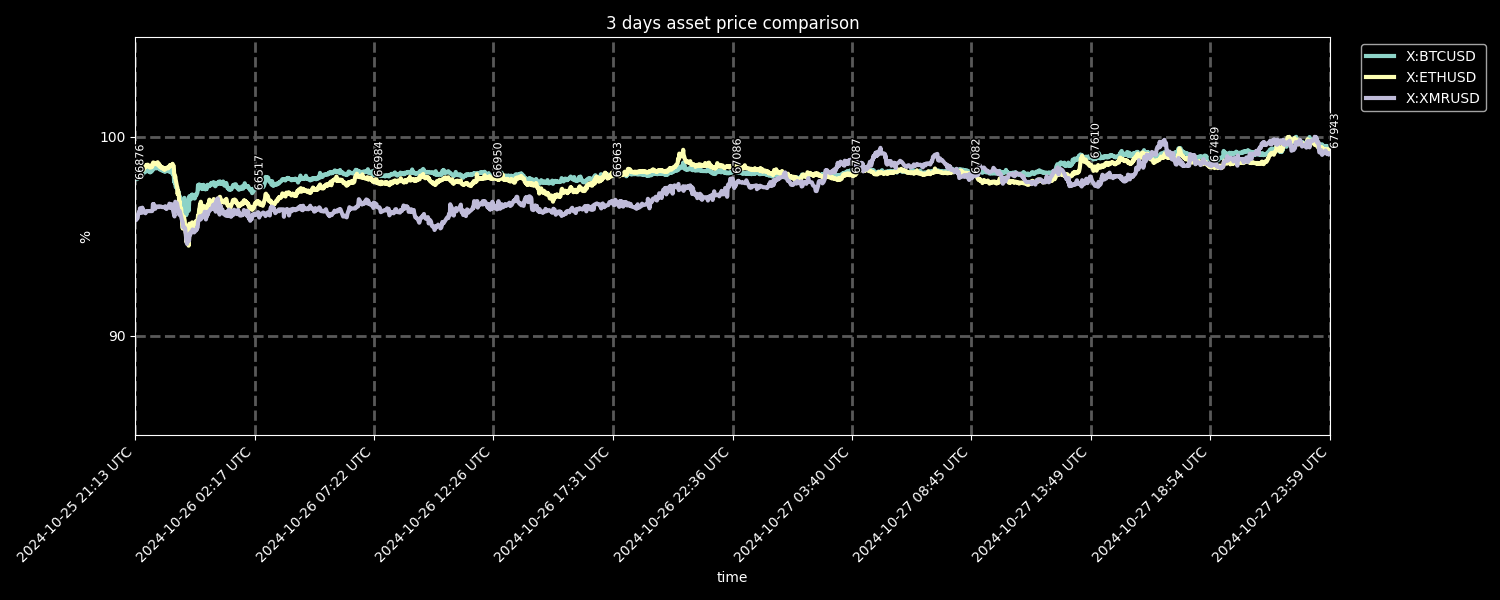 3 days asset price comparison
X:BTCUSD
X:ETHUSD
X:XMRUSD
%
100
90
66876
66517
66984
66950
66963
67086
67087
67082
67610
67489
67943
2024-10-25 21:13 UTC
2024-10-26 02:17 UTC
2024-10-26 07:22 UTC
2024-10-26 12:26 UTC
2024-10-26 17:31 UTC
2024-10-26 22:36 UTC
2024-10-27 03:40 UTC
2024-10-27 08:45 UTC
2024-10-27 13:49 UTC
2024-10-27 18:54 UTC
2024-10-27 23:59 UTC
time